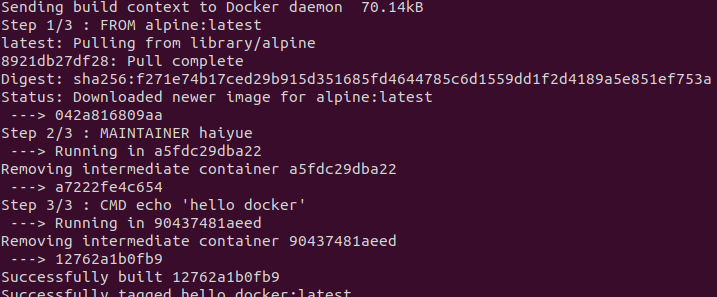 Sending build context to Docker daemon  70.14kB
Step 1/3 : FROM alpine:latest
latest: Pulling from library/alpine
8921db27df28: Pull complete
Digest: sha256:f271e74b17ced29b915d351685fd4644785c6d1559dd1f2d4189a5e851ef753a
Status: Downloaded newer image for alpine:latest
 ---> 042a816809aa
Step 2/3 : MAINTAINER haiyue
 ---> Running in a5fdc29dba22
Removing intermediate container a5fdc29dba22
 ---> a7222fe4c654
Step 3/3 : CMD echo 'hello docker'
 ---> Running in 90437481aeed
Removing intermediate container 90437481aeed
 ---> 12762a1b0fb9
Successfully built 12762a1b0fb9
Successfully tagged hello_docker:latest